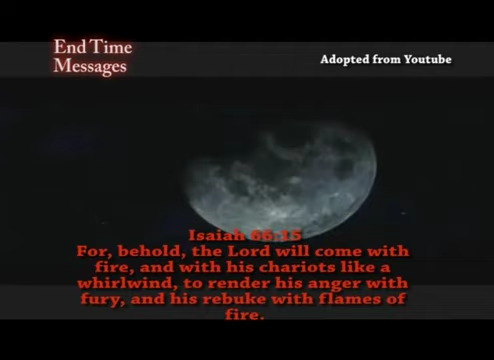 End Time
Messages
Adopted from Youtube
Isaiah 66:15
For, behold, the Lord will come with
fire, and with his chariots like a
whirlwind, to render his anger with
fury, and his rebuke with flames of
fire.